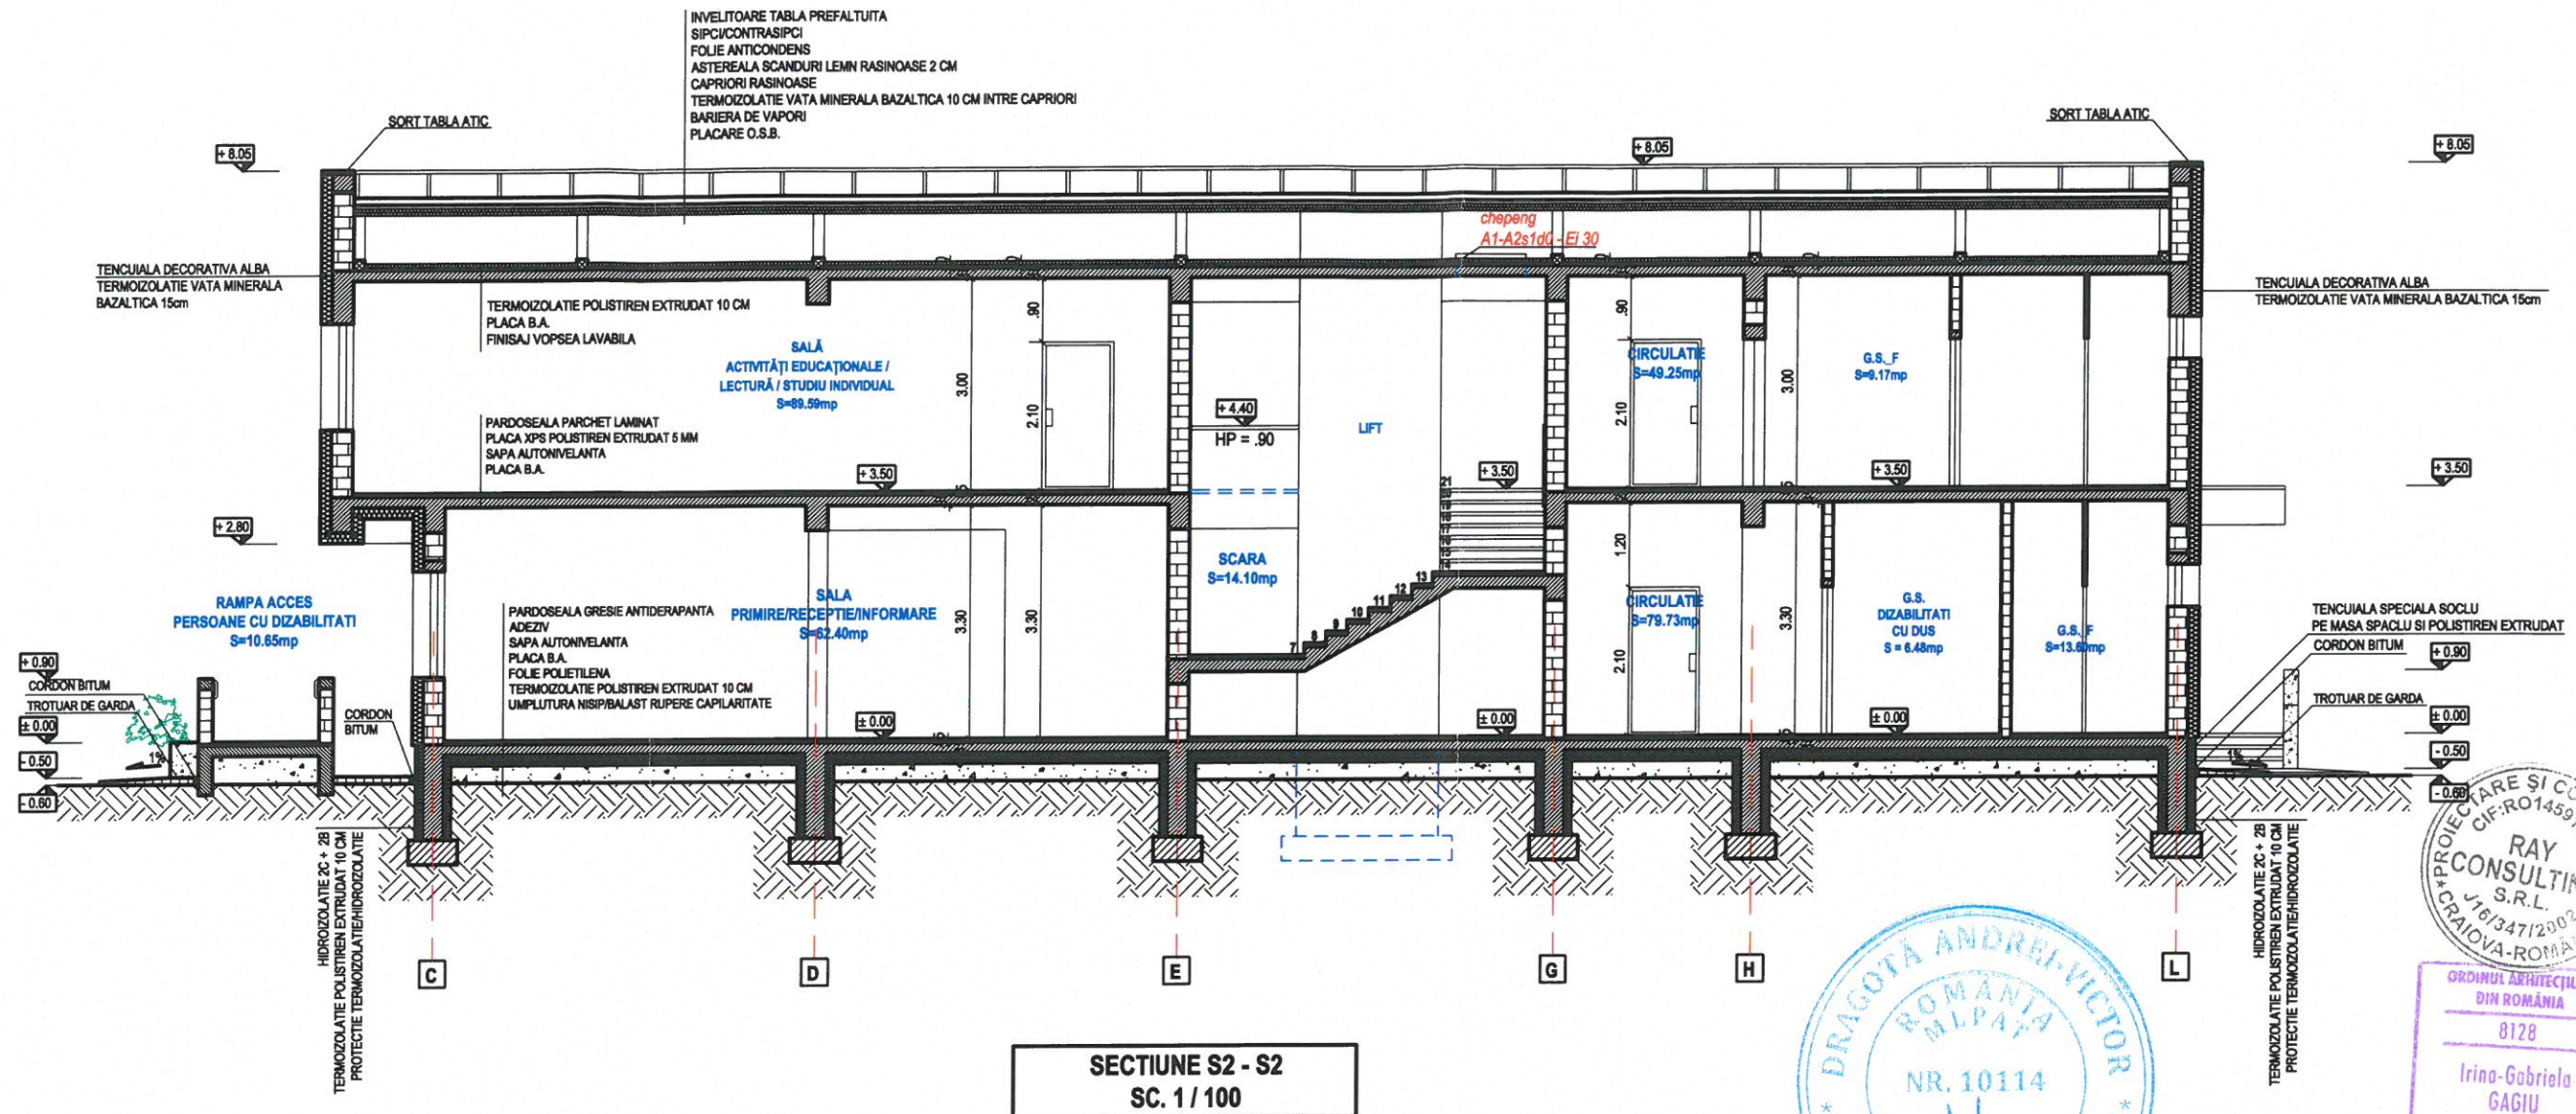 INVELITOARE TABLA PREFALTUITA
SIPCI/CONTRASIPCI
FOLIE ANTICONDENS
ASTEREALA SCANDURI LEMN RASINOASE 2 CM
CAPRIORI RASINOASE
TERMOIZOLATIE VATA MINERALA BAZALTICA 10 CM INTRE CAPRIORI
BARIERA DE VAPORI
PLACARE O.S.B.
SORT TABLA ATIC
SORT TABLA ATIC
+ 8.05
+ 8.05
+ 8.05
chepeng
A1-A2s1d0 - Ei 30
TENCUIALA DECORATIVA ALBA
TERMOIZOLATIE VATA MINERALA
BAZALTICA 15cm
TENCUIALA DECORATIVA ALBA
TERMOIZOLATIE VATA MINERALA BAZALTICA 15cm
TERMOIZOLATIE POLISTIREN EXTRUDAT 10 CM
PLACA B.A.
FINISAJ VOPSEA LAVABILA
SALĂ
ACTIVITĂȚI EDUCAȚIONALE /
LECTURĂ / STUDIU INDIVIDUAL
S=89.59mp
3.00
.90
2.10
PARDOSEALA PARCHET LAMINAT
PLACA XPS POLISTIREN EXTRUDAT 5 MM
SAPA AUTONIVELANTA
PLACA B.A.
+ 3.50
+ 4.40
HP = .90
LIFT
+ 3.50
.90
CIRCULATIE
S=49.25mp
2.10
3.00
G.S._F
S=9.17mp
+ 3.50
+ 3.50
+ 2.80
RAMPA ACCES
PERSOANE CU DIZABILITATI
S=10.65mp
PARDOSEALA GRESIE ANTIDERAPANTA
ADEZIV
SAPA AUTONIVELANTA
PLACA B.A.
FOLIE POLIETILENA
TERMOIZOLATIE POLISTIREN EXTRUDAT 10 CM
UMPLUTURA NISIP/BALAST RUPERE CAPILARITATE
SALA
PRIMIRE/RECEPTIE/INFORMARE
S=62.40mp
3.30
3.30
SCARA
S=14.10mp
7
8
9
10
11
12
13
14
1.20
CIRCULATIE
S=79.73mp
2.10
3.30
G.S.
DIZABILITATI
CU DUS
S = 6.48mp
G.S._F
S=13.60mp
TENCUIALA SPECIALA SOCLU
PE MASA SPACLU SI POLISTIREN EXTRUDAT
CORDON BITUM
+ 0.90
TROTUAR DE GARDA
± 0.00
- 0.50
- 0.60
1%
+ 0.90
CORDON BITUM
TROTUAR DE GARDA
± 0.00
- 0.50
- 0.60
1%
CORDON
BITUM
± 0.00
± 0.00
± 0.00
HIDROIZOLATIE 2C + 2B
TERMOIZOLATIE POLISTIREN EXTRUDAT 10 CM
PROTECTIE TERMOIZOLATIE/HIDROIZOLATIE
HIDROIZOLATIE 2C + 2B
TERMOIZOLATIE POLISTIREN EXTRUDAT 10 CM
PROTECTIE TERMOIZOLATIE/HIDROIZOLATIE
C
D
E
G
H
L
SECTIUNE S2 - S2
SC. 1 / 100
DRAGOTĂ ANDREI-VICTOR
ROMÂNIA
MLPAT
NR. 10114
RAY
S.R.L.
ORDINUL
DIN ROMÂNIA
8128
Irina-Gabriela
GAGIU